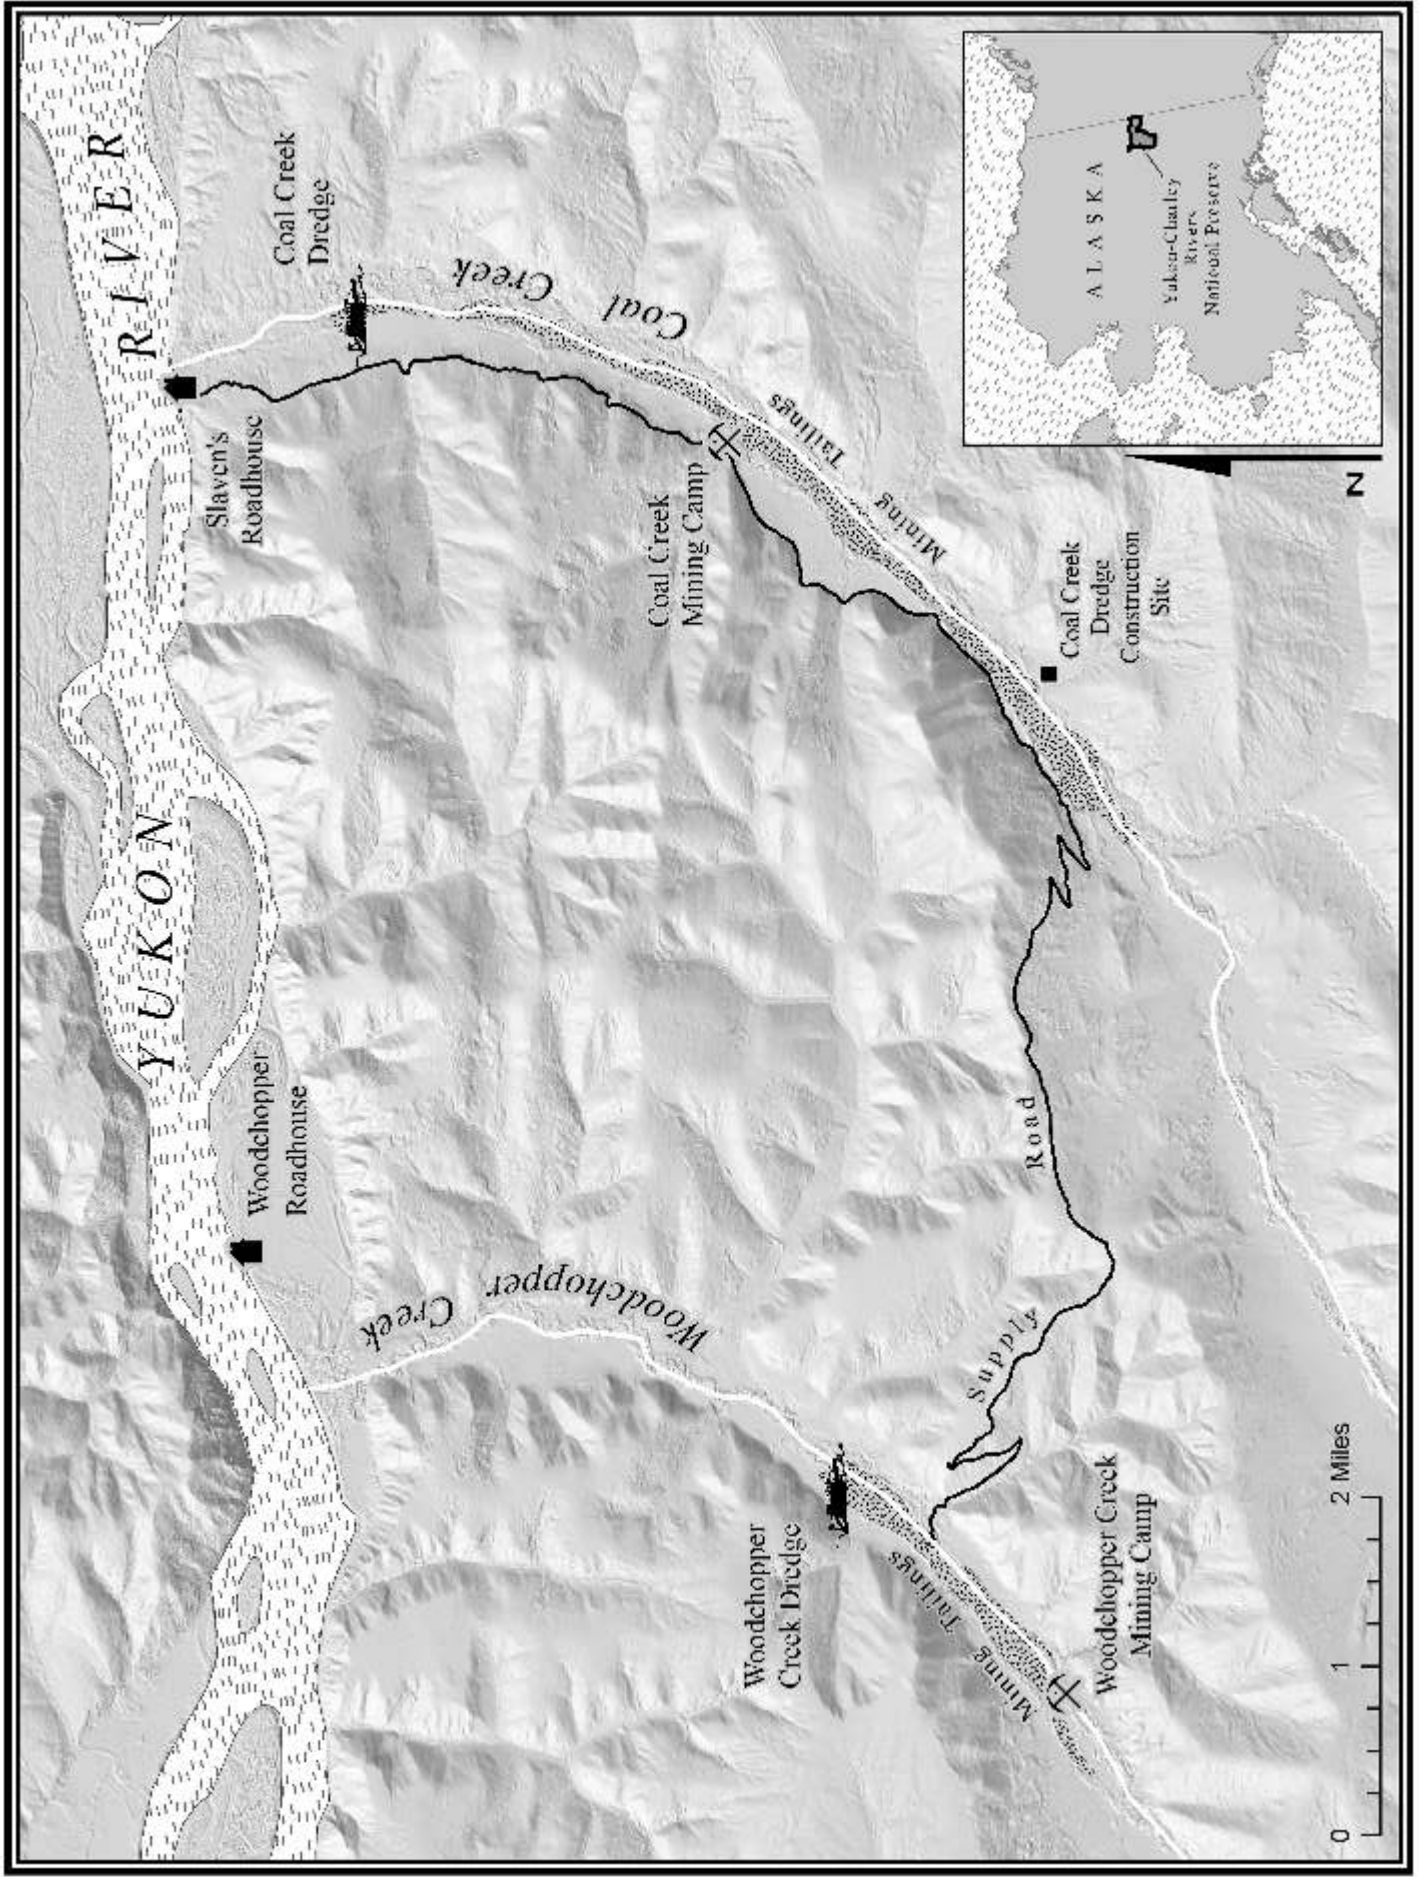 YUKON RIVER
Slaven's
Roadhouse
Coal Creek
Dredge
Coal Creek
Coal Creek
Mining Camp
Mining Tailings
Coal Creek
Dredge
Construction
Site
Woodchopper
Roadhouse
Woodchopper
Creek
Supply Road
Woodchopper
Creek Dredge
Mining Tailings
Woodchopper Creek
Mining Camp
ALASKA
Yukon-Charley
Rivers
National Preserve
N
0 1 2 Miles